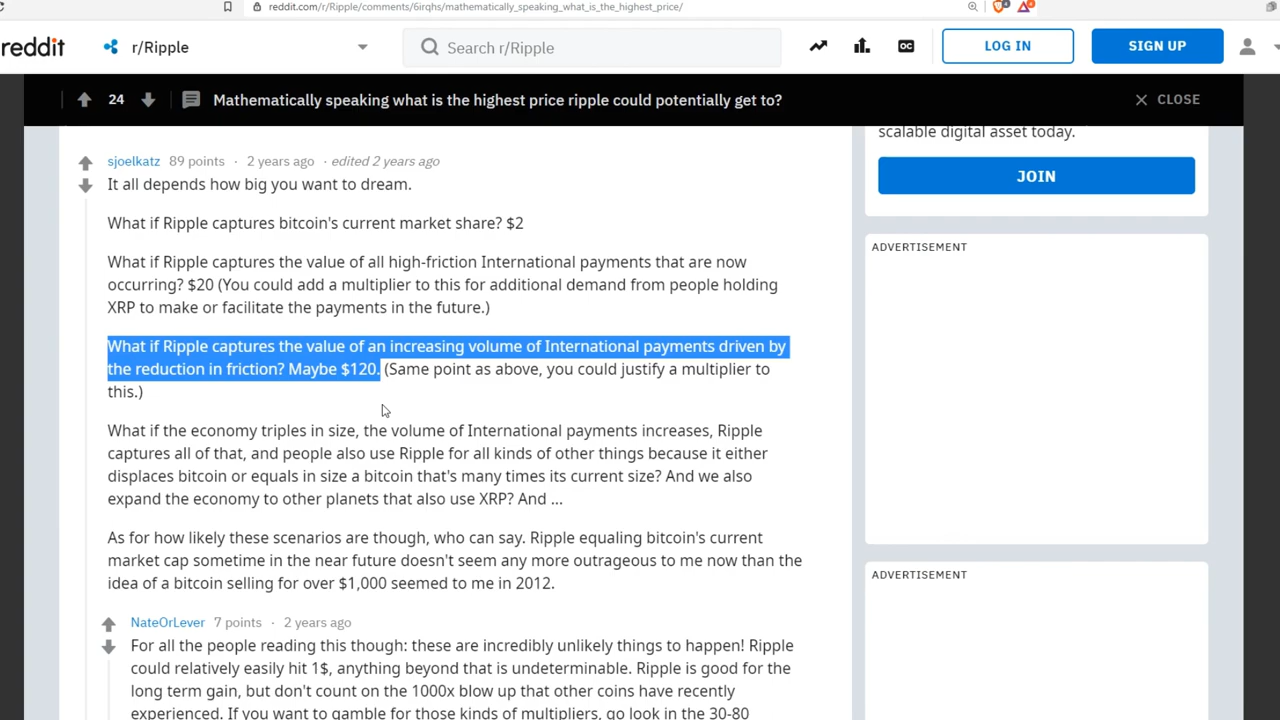 reddit.com/r/Ripple/comments/6irqhs/mathematically_speaking_what_is_the_highest_price/
reddit
r/Ripple
Search r/Ripple
LOG IN
SIGN UP
24
Mathematically speaking what is the highest price ripple could potentially get to?
CLOSE
sjoelkatz 89 points · 2 years ago · edited 2 years ago
It all depends how big you want to dream.
What if Ripple captures bitcoin's current market share? $2
What if Ripple captures the value of all high-friction International payments that are now
occurring? $20 (You could add a multiplier to this for additional demand from people holding
XRP to make or facilitate the payments in the future.)
What if Ripple captures the value of an increasing volume of International payments driven by
the reduction in friction? Maybe $120. (Same point as above, you could justify a multiplier to
this.)
What if the economy triples in size, the volume of International payments increases, Ripple
captures all of that, and people also use Ripple for all kinds of other things because it either
displaces bitcoin or equals in size a bitcoin that's many times its current size? And we also
expand the economy to other planets that also use XRP? And ...
As for how likely these scenarios are though, who can say. Ripple equaling bitcoin's current
market cap sometime in the near future doesn't seem any more outrageous to me now than the
idea of a bitcoin selling for over $1,000 seemed to me in 2012.
NateOrLever 7 points · 2 years ago
For all the people reading this though: these are incredibly unlikely things to happen! Ripple
could relatively easily hit 1$, anything beyond that is undeterminable. Ripple is good for the
long term gain, but don't count on the 1000x blow up that other coins have recently
experienced. If you want to gamble for those kinds of multipliers, go look in the 30-80
scalable digital asset today.
JOIN
ADVERTISEMENT
ADVERTISEMENT